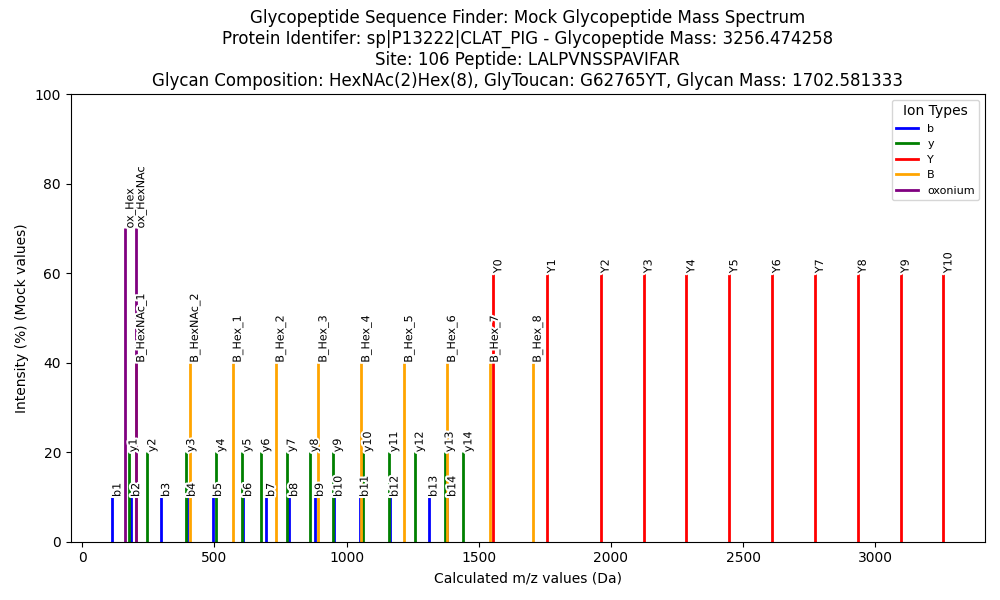 Glycopeptide Sequence Finder: Mock Glycopeptide Mass Spectrum
Protein Identifer: sp|P13222|CLAT_PIG - Glycopeptide Mass: 3256.474258
Site: 106 Peptide: LALPVNSSPAVIFAR
Glycan Composition: HexNAc(2)Hex(8), GlyToucan: G62765YT, Glycan Mass: 1702.581333
Intensity (%) (Mock values)
100
80
60
40
20
0
Ion Types
b
y
Y
B
oxonium
ox_Hex
ox_HexNAc
Y0
Y1
Y2
Y3
Y4
Y5
Y6
Y7
Y8
Y9
Y10
B_HexNAc_1
B_HexNAc_2
B_Hex_1
B_Hex_2
B_Hex_3
B_Hex_4
B_Hex_5
B_Hex_6
B_Hex_7
B_Hex_8
y1
y2
y3
y4
y5
y6
y7
y8
y9
y10
y11
y12
y13
y14
b1
b2
b3
b4
b5
b6
b7
b8
b9
b10
b11
b12
b13
b14
0
500
1000
1500
2000
2500
3000
Calculated m/z values (Da)